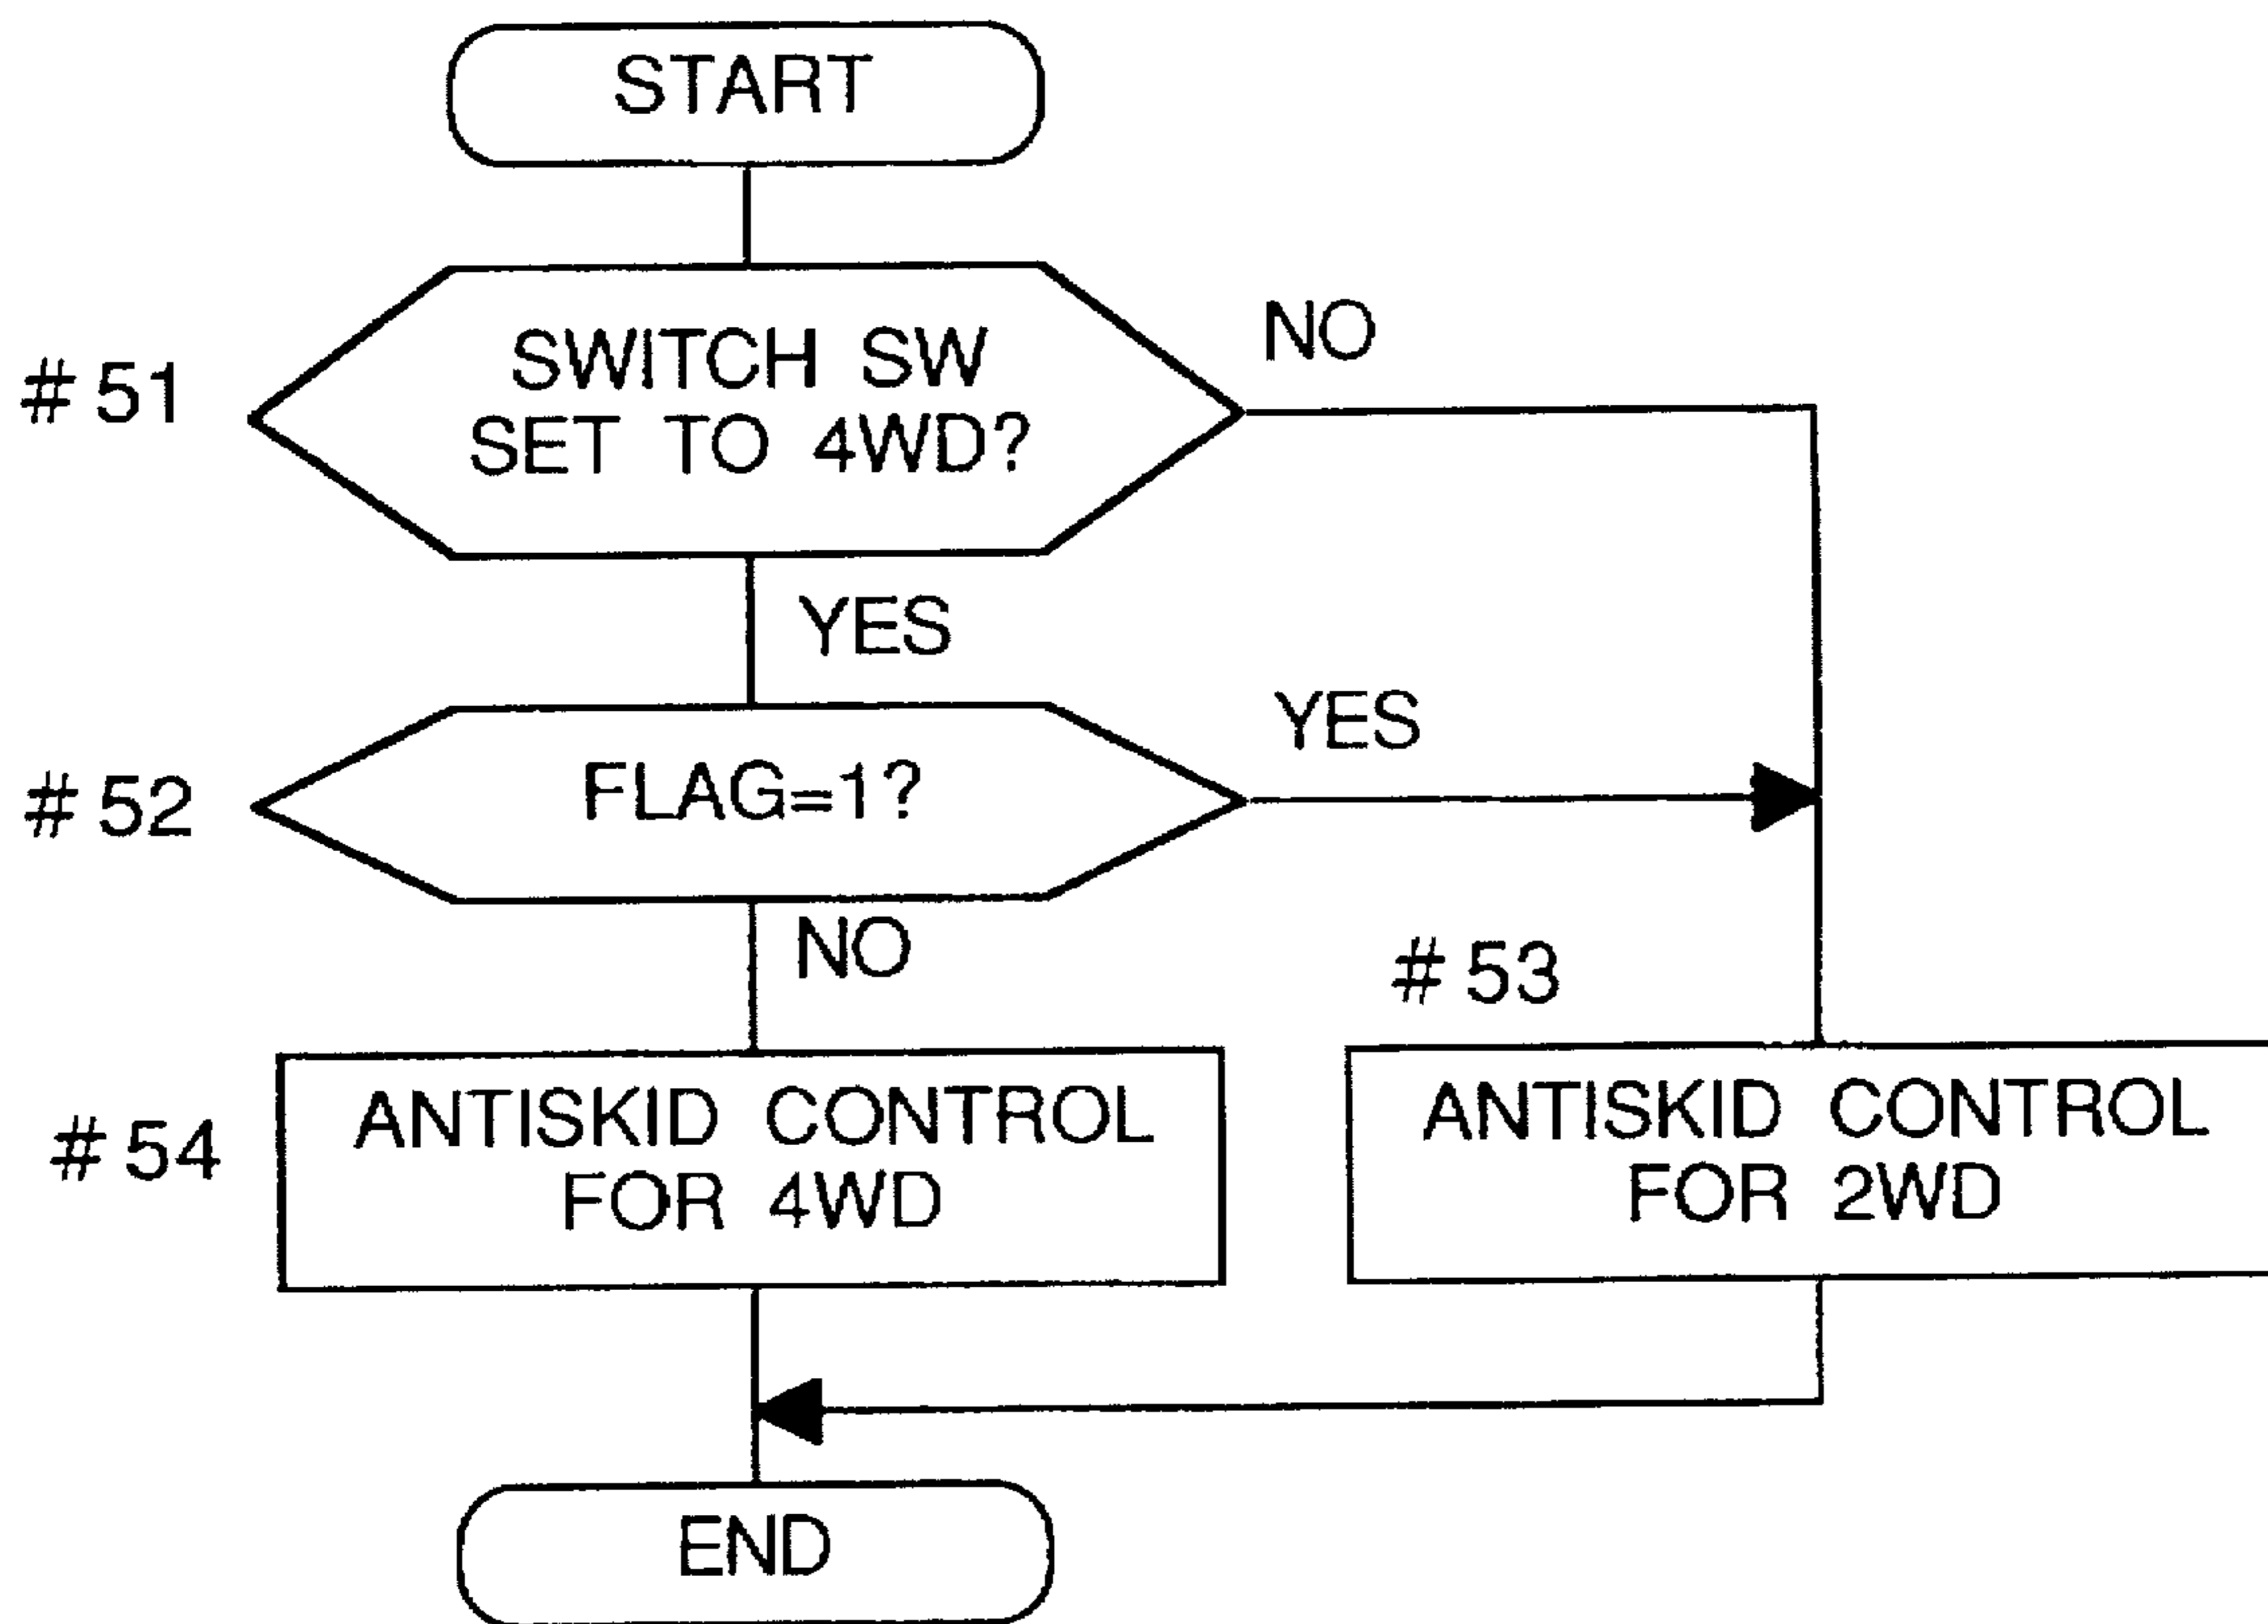 START
# 51
SWITCH SW
SET TO 4WD?
NO
YES
# 52
FLAG=1?
YES
NO
# 53
# 54
ANTISKID CONTROL
FOR 4WD
ANTISKID CONTROL
FOR 2WD
END